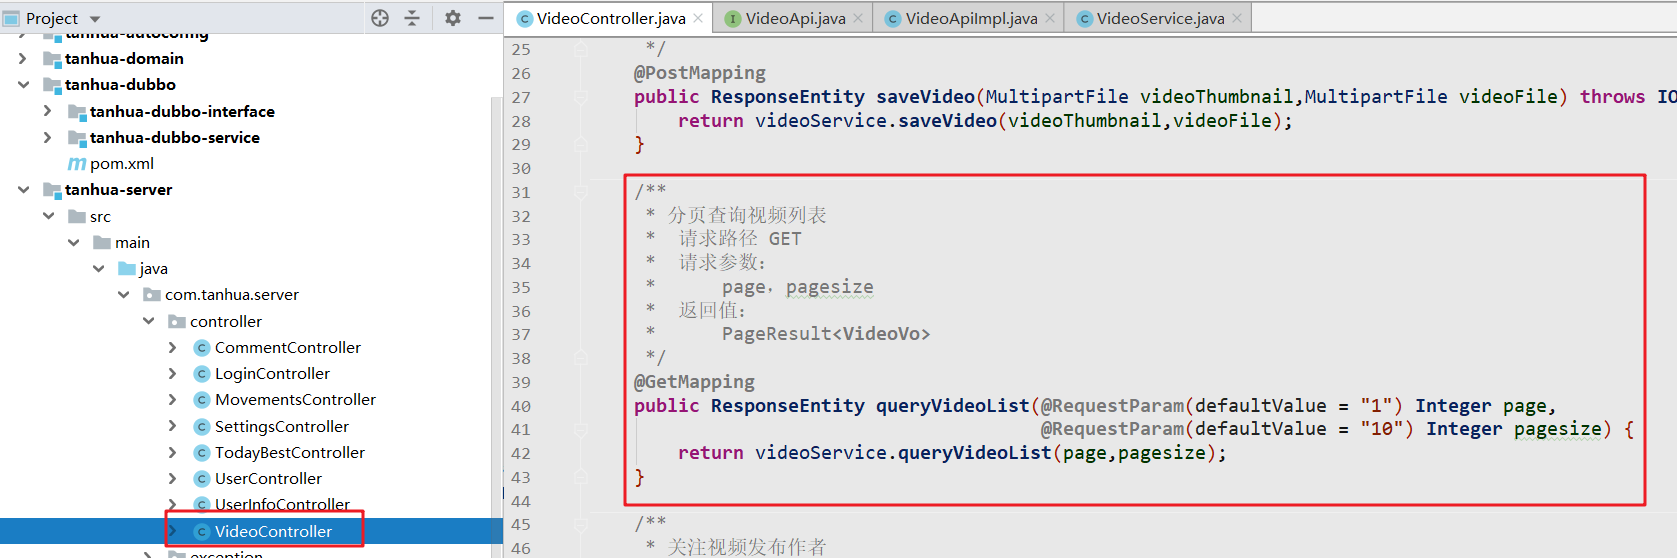 Project
tanhua-autoconfig
tanhua-domain
tanhua-dubbo
tanhua-dubbo-interface
tanhua-dubbo-service
pom.xml
tanhua-server
src
main
java
com.tanhua.server
controller
CommentController
LoginController
MovementsController
SettingsController
TodayBestController
UserController
UserInfoController
VideoController
exception
VideoController.java
VideoApi.java
VideoApiImpl.java
VideoService.java
25 */
26 @PostMapping
27 public ResponseEntity saveVideo(MultipartFile videoThumbnail,MultipartFile videoFile) throws IO
28 return videoService.saveVideo(videoThumbnail,videoFile);
29 }
30
31 /**
32 * 分页查询视频列表
33 * 请求路径 GET
34 * 请求参数：
35 * page，pagesize
36 * 返回值：
37 * PageResult<VideoVo>
38 */
39 @GetMapping
40 public ResponseEntity queryVideoList(@RequestParam(defaultValue = "1") Integer page,
41 @RequestParam(defaultValue = "10") Integer pagesize) {
42 return videoService.queryVideoList(page,pagesize);
43 }
44
45 /**
46 * 关注视频发布作者